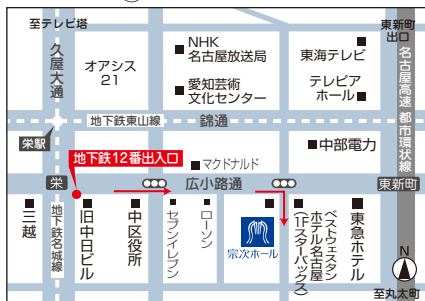 至テレビ塔
東新町
出口
久屋大通
オアシス
21
NHK
名古屋放送局
愛知芸術
文化センター
東海テレビ
テレピア
ホール
名古屋高速 都市環状線
地下鉄東山線
錦通
栄駅
中部電力
地下鉄12番出入口
マクドナルド
栄
広小路通
東新町
三越
地下鉄名城線
旧中日ビル
中区役所
セブンイレブン
ローソン
宗次ホール
ベストウェスタン
ホテル名古屋
(1Fスターバックス)
東急ホテル
N
至丸太町